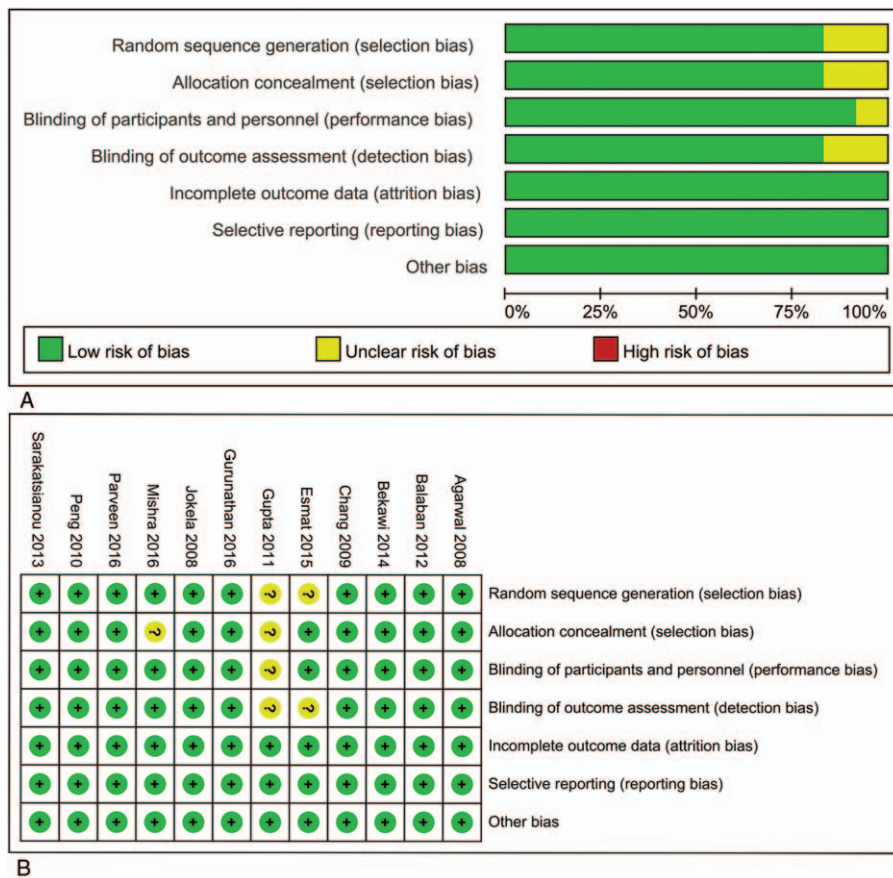 Random sequence generation (selection bias)
Allocation concealment (selection bias)
Blinding of participants and personnel (performance bias)
Blinding of outcome assessment (detection bias)
Incomplete outcome data (attrition bias)
Selective reporting (reporting bias)
Other bias
0% 25% 50% 75% 100%
Low risk of bias Unclear risk of bias High risk of bias
A
Sarakatsianou 2013
Peng 2010
Parveen 2016
Mishra 2016
Jokela 2008
Gurunathan 2016
Gupta 2011
Esmat 2015
Chang 2009
Bekawi 2014
Balaban 2012
Agarwal 2008
+ + + + + + ? ? + + + + Random sequence generation (selection bias)
+ + + ? + + ? + + + + + Allocation concealment (selection bias)
+ + + + + + ? + + + + + Blinding of participants and personnel (performance bias)
+ + + + + + ? ? + + + + Blinding of outcome assessment (detection bias)
+ + + + + + + + + + + + Incomplete outcome data (attrition bias)
+ + + + + + + + + + + + Selective reporting (reporting bias)
+ + + + + + + + + + + + Other bias
B